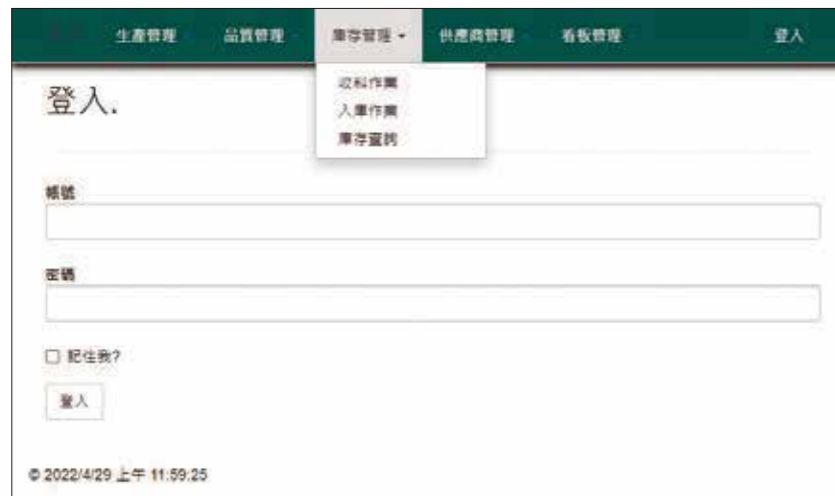 生產管理 品質管理 庫存管理 供應商管理 看板管理 登入
收料作業
入庫作業
庫存查詢
登入.
帳號
密碼
記住我?
登入
© 2022/4/29 上午 11:59:25